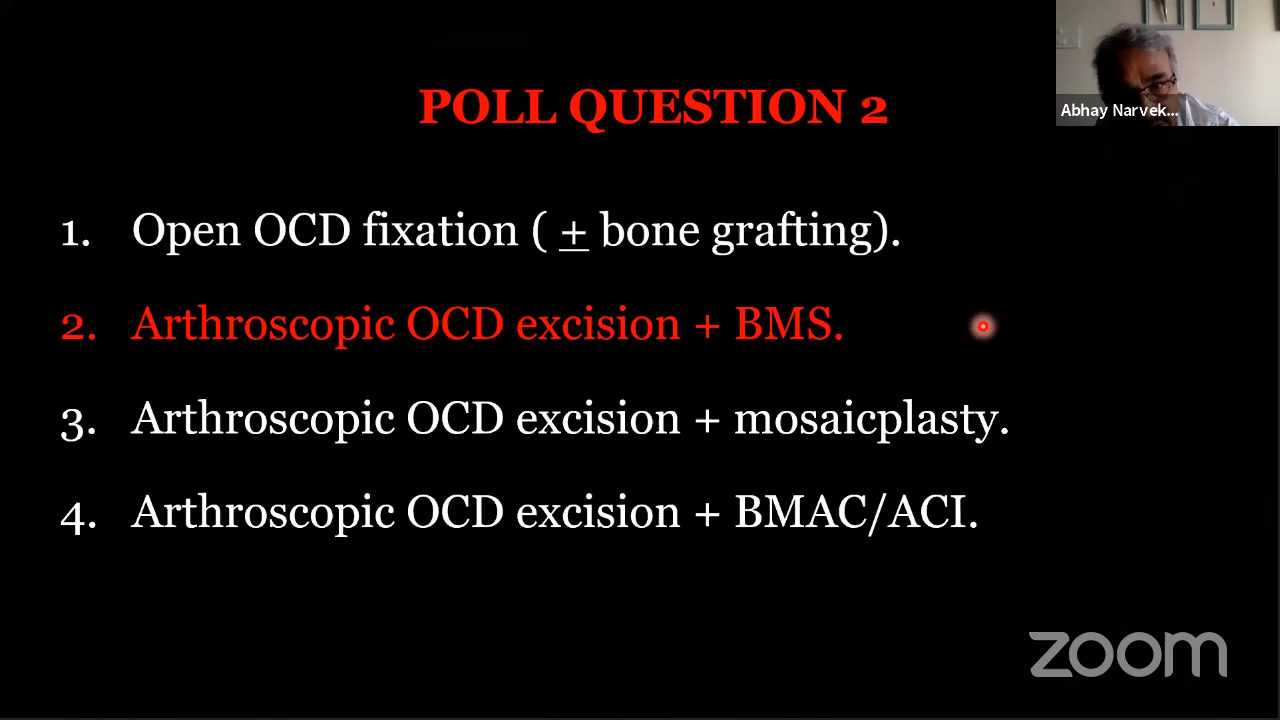 POLL QUESTION 2
Abhay Narvek...
1. Open OCD fixation ( ± bone grafting).
2. Arthroscopic OCD excision + BMS.
3. Arthroscopic OCD excision + mosaicplasty.
4. Arthroscopic OCD excision + BMAC/ACI.
zoom